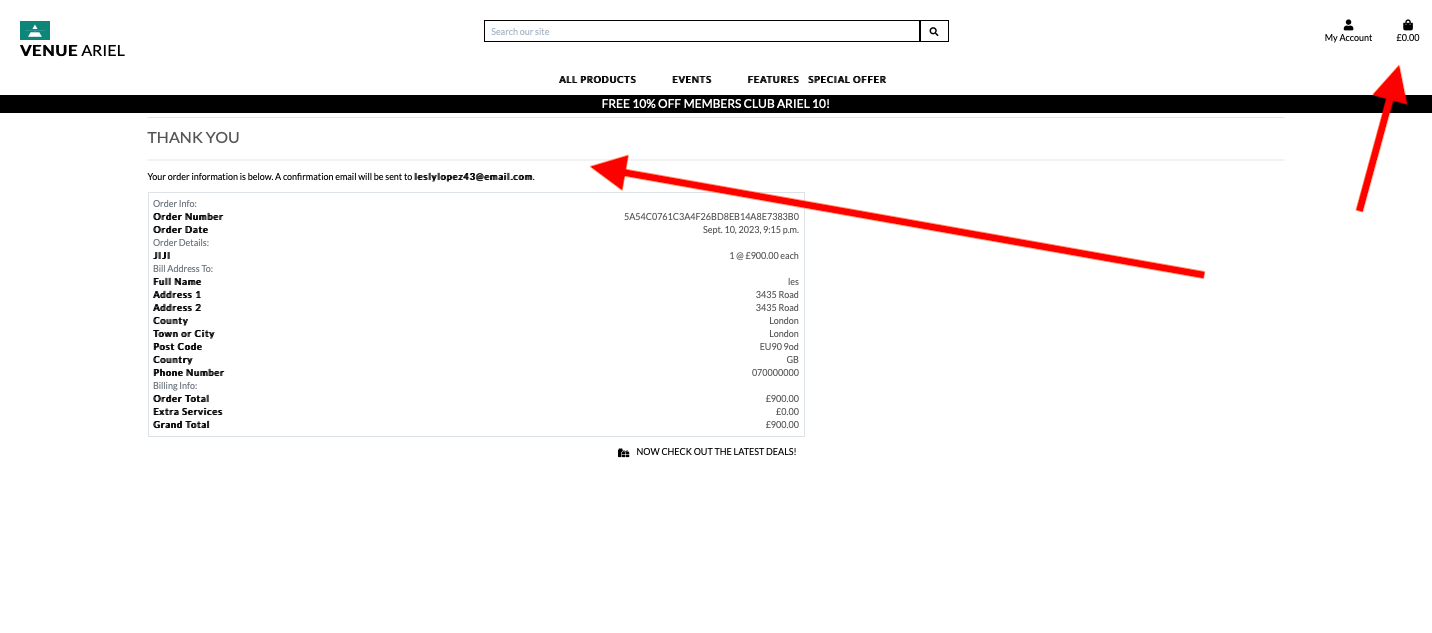 VENUE ARIEL
Search our site
My Account
£0.00
ALL PRODUCTS EVENTS FEATURES SPECIAL OFFER
FREE 10% OFF MEMBERS CLUB ARIEL 10!
THANK YOU
Your order information is below. A confirmation email will be sent to leslylopez43@email.com.
Order Info:
Order Number 5A54C0761C3A4F26BD8EB14A8E7383B0
Order Date Sept. 10, 2023, 9:15 p.m.
Order Details:
JIJI 1 @ £900.00 each
Bill Address To:
Full Name les
Address 1 3435 Road
Address 2 3435 Road
County London
Town or City London
Post Code EU90 9od
Country GB
Phone Number 070000000
Billing Info:
Order Total £900.00
Extra Services £0.00
Grand Total £900.00
NOW CHECK OUT THE LATEST DEALS!